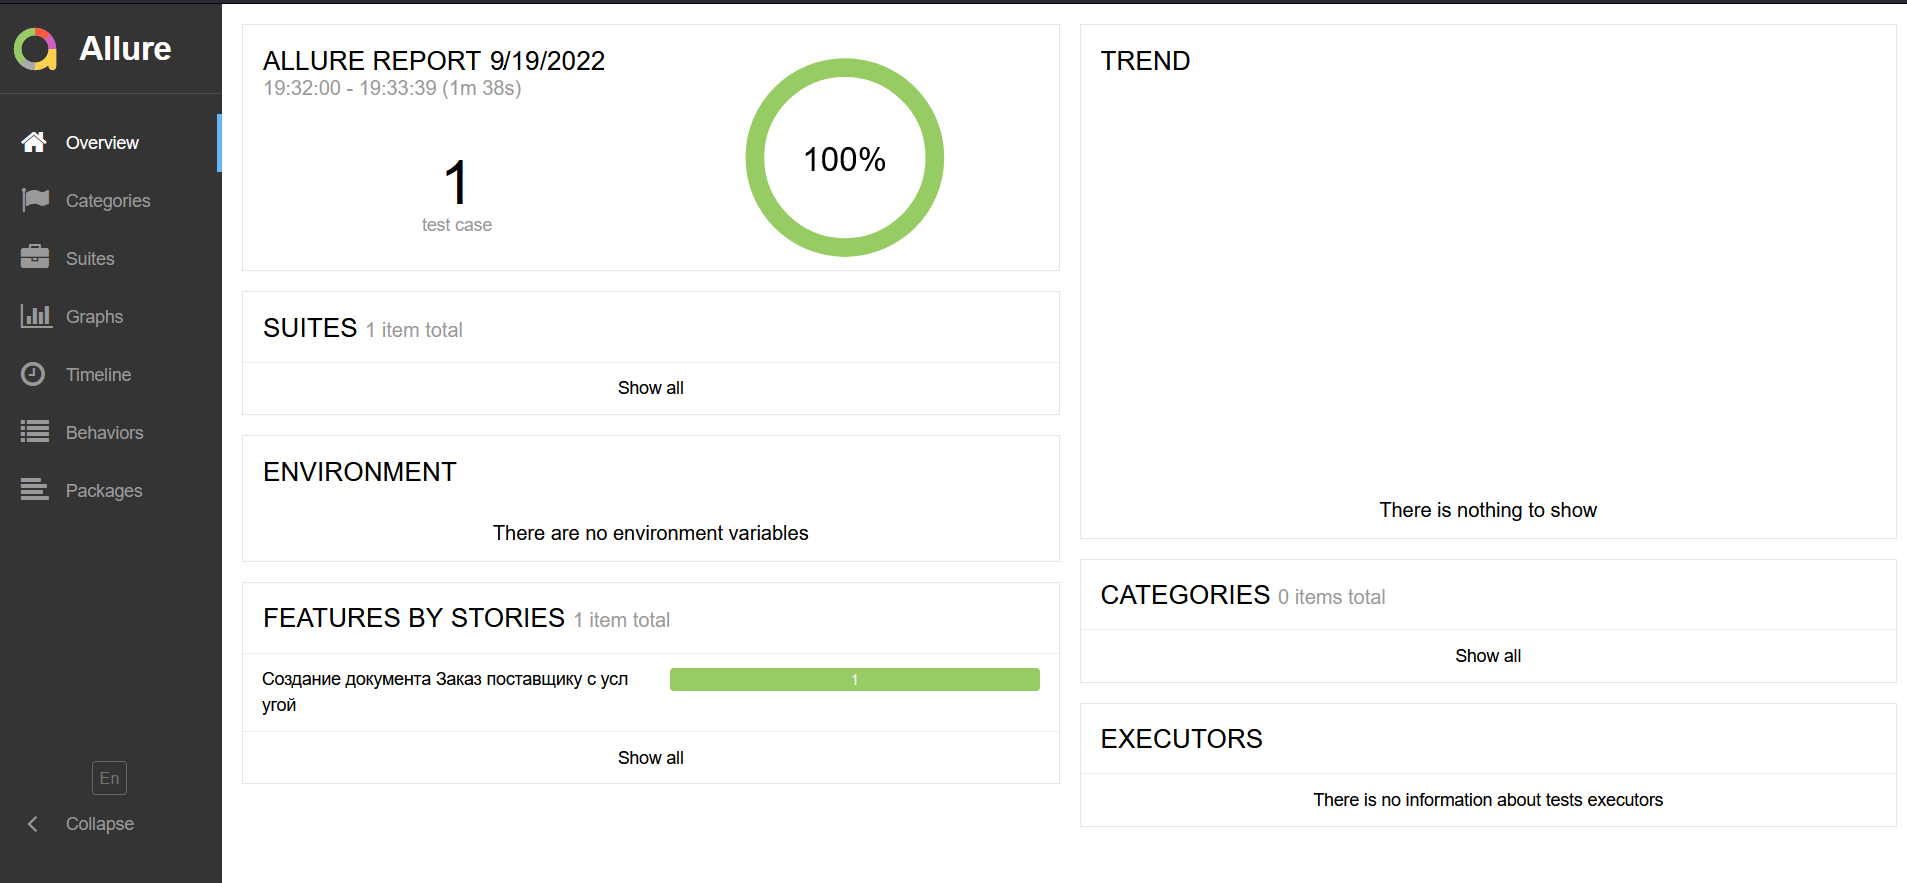 Allure
Overview
Categories
Suites
Graphs
Timeline
Behaviors
Packages
En
Collapse
ALLURE REPORT 9/19/2022
19:32:00 - 19:33:39 (1m 38s)
1
test case
100%
SUITES 1 item total
Show all
ENVIRONMENT
There are no environment variables
FEATURES BY STORIES 1 item total
Создание документа Заказ поставщику с усл
угой
1
Show all
TREND
There is nothing to show
CATEGORIES 0 items total
Show all
EXECUTORS
There is no information about tests executors